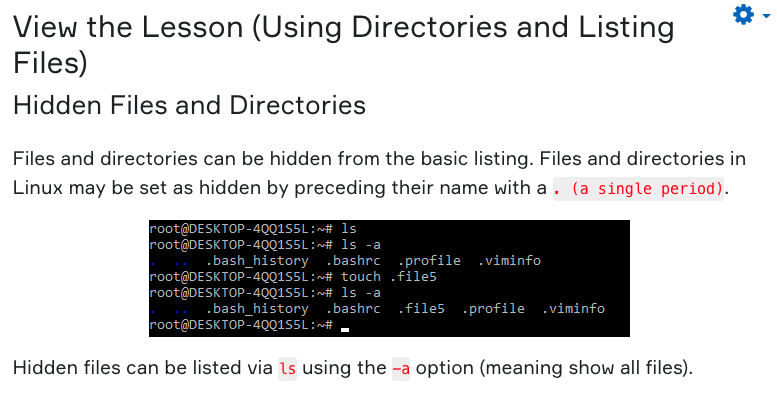 View the Lesson (Using Directories and Listing
Files)
Hidden Files and Directories
Files and directories can be hidden from the basic listing. Files and directories in
Linux may be set as hidden by preceding their name with a . (a single period).
root@DESKTOP-4QQ1S5L:~# ls
root@DESKTOP-4QQ1S5L:~# ls -a
.  ..  .bash_history  .bashrc  .profile  .viminfo
root@DESKTOP-4QQ1S5L:~# touch .file5
root@DESKTOP-4QQ1S5L:~# ls -a
.  ..  .bash_history  .bashrc  .file5  .profile  .viminfo
root@DESKTOP-4QQ1S5L:~#
Hidden files can be listed via ls using the -a option (meaning show all files).